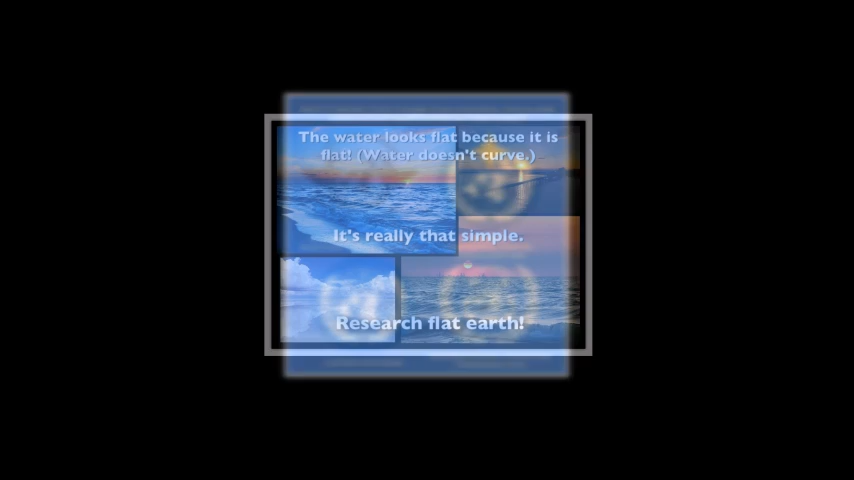 The water looks flat because it is
flat! (Water doesn't curve.)
It's really that simple.
Research flat earth!